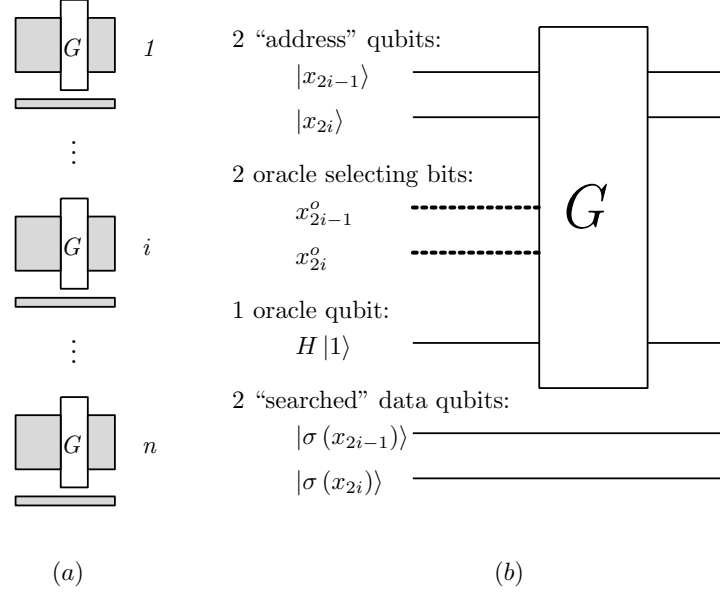 G 1
⋮
G i
⋮
G n
(a)
2 “address” qubits:
|x_{2i−1}⟩
|x_{2i}⟩
2 oracle selecting bits:
x^o_{2i−1}
x^o_{2i}
1 oracle qubit:
H |1⟩
2 “searched” data qubits:
|σ (x_{2i−1})⟩
|σ (x_{2i})⟩
G
(b)